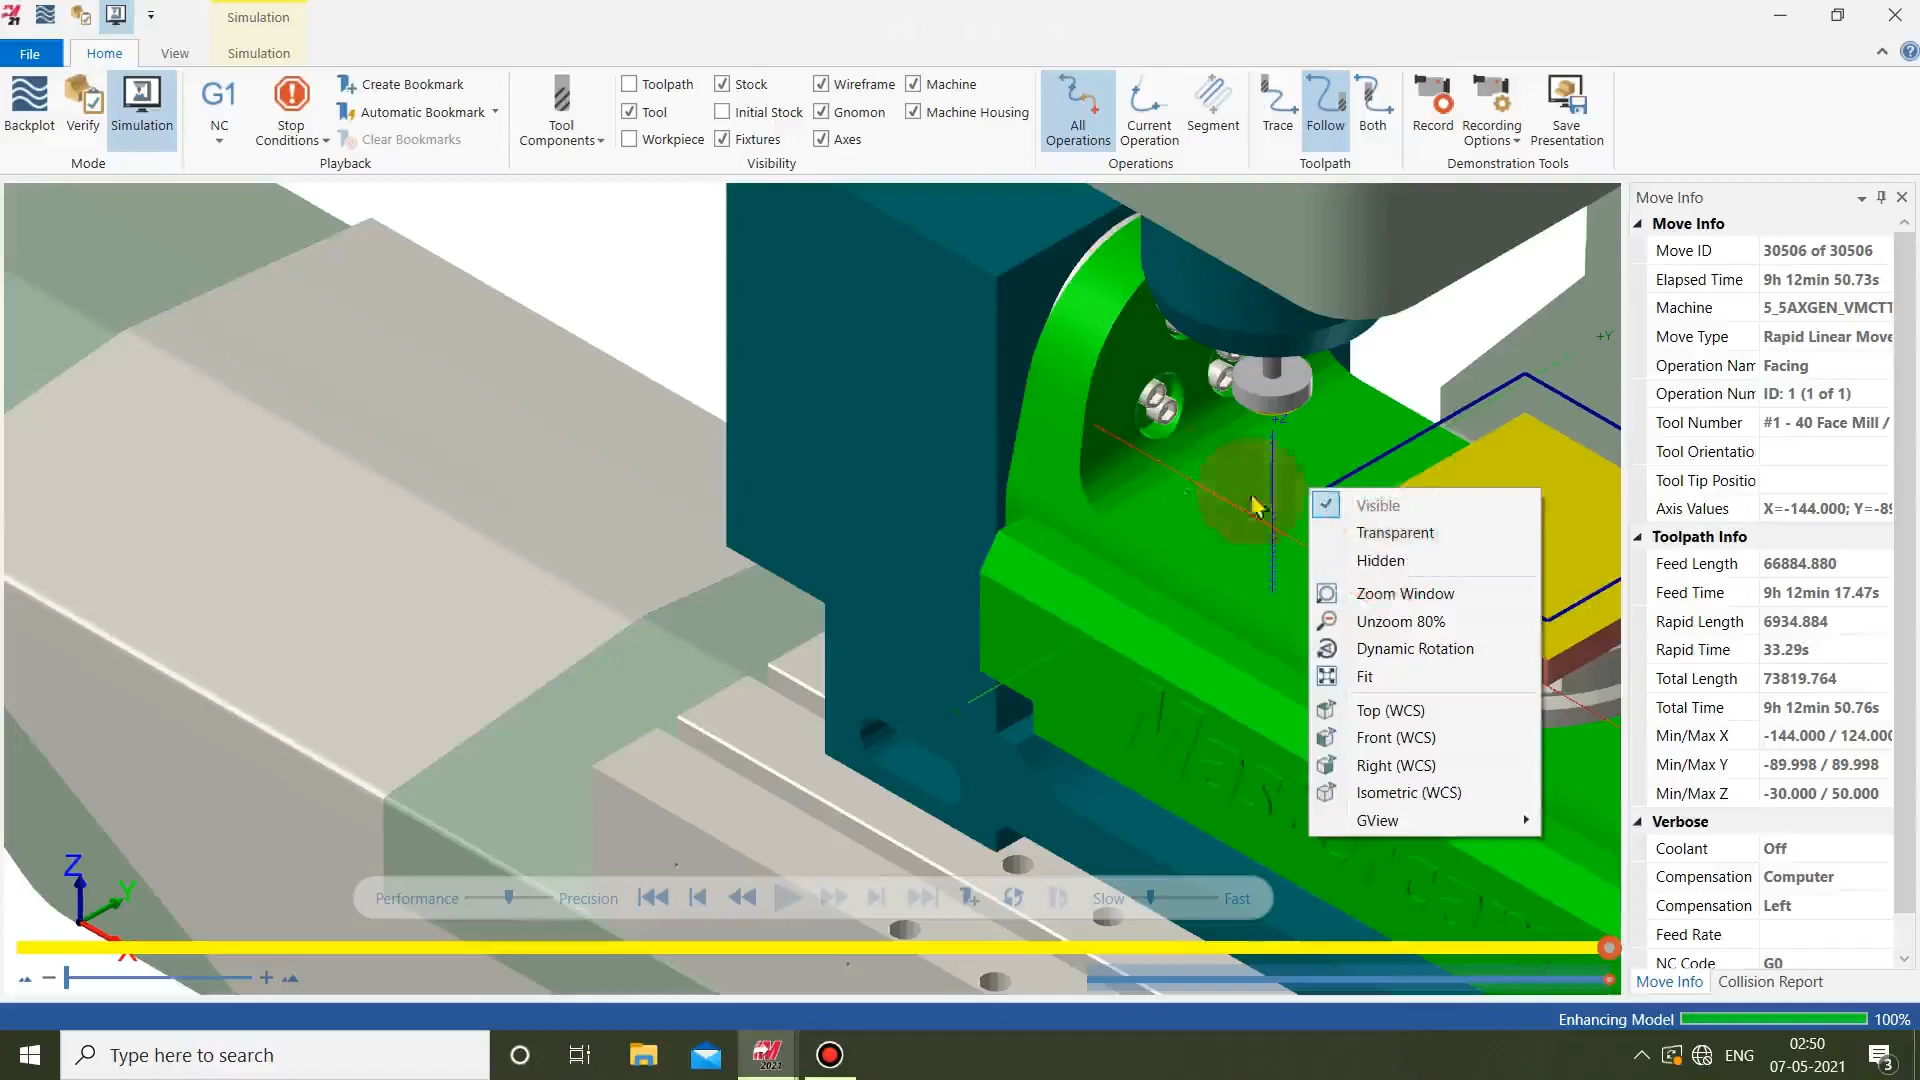 Simulation
File
Home
View
Simulation
Backplot
Verify
Simulation
Mode
G1
NC
Stop Conditions
Create Bookmark
Automatic Bookmark
Clear Bookmarks
Playback
Tool Components
Toolpath
Tool
Workpiece
Stock
Initial Stock
Fixtures
Wireframe
Gnomon
Axes
Machine
Machine Housing
Visibility
All Operations
Current Operation
Segment
Operations
Trace
Follow
Both
Toolpath
Record
Recording Options
Save Presentation
Demonstration Tools
+Y
+Z
Visible
Transparent
Hidden
Zoom Window
Unzoom 80%
Dynamic Rotation
Fit
Top (WCS)
Front (WCS)
Right (WCS)
Isometric (WCS)
GView
Z
Y
X
Performance
Precision
Slow
Fast
Move Info
Move Info
Move ID 30506 of 30506
Elapsed Time 9h 12min 50.73s
Machine 5_5AXGEN_VMCTT
Move Type Rapid Linear Move
Operation Nam Facing
Operation Num ID: 1 (1 of 1)
Tool Number #1 - 40 Face Mill /
Tool Orientatio
Tool Tip Positio
Axis Values X=-144.000; Y=-89
Toolpath Info
Feed Length 66884.880
Feed Time 9h 12min 17.47s
Rapid Length 6934.884
Rapid Time 33.29s
Total Length 73819.764
Total Time 9h 12min 50.76s
Min/Max X -144.000 / 124.000
Min/Max Y -89.998 / 89.998
Min/Max Z -30.000 / 50.000
Verbose
Coolant Off
Compensation Computer
Compensation Left
Feed Rate
NC Code G0
Move Info
Collision Report
Enhancing Model 100%
Type here to search
2021
ENG
02:50
07-05-2021
3